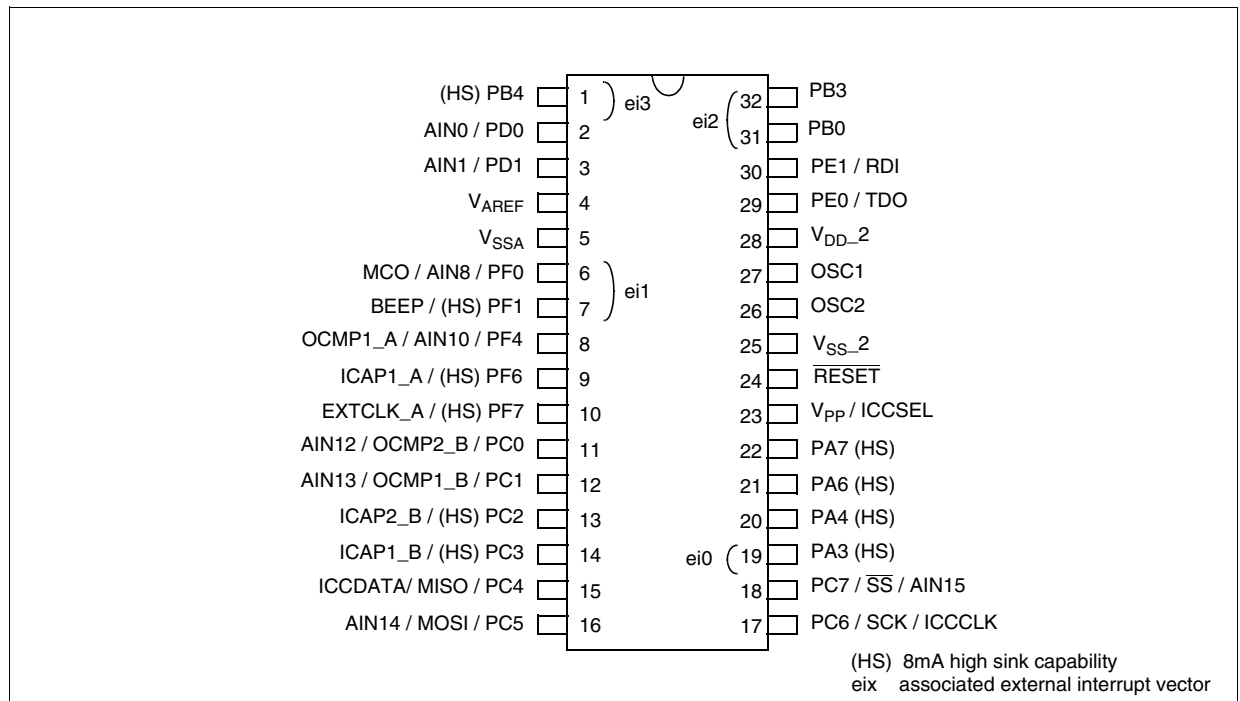 (HS) PB4 1 ei3 ei2 32 PB3
AIN0 / PD0 2 31 PB0
AIN1 / PD1 3 30 PE1 / RDI
VAREF 4 29 PE0 / TDO
VSSA 5 28 VDD_2
MCO / AIN8 / PF0 6 ei1 27 OSC1
BEEP / (HS) PF1 7 26 OSC2
OCMP1_A / AIN10 / PF4 8 25 VSS_2
ICAP1_A / (HS) PF6 9 24 RESET
EXTCLK_A / (HS) PF7 10 23 VPP / ICCSEL
AIN12 / OCMP2_B / PC0 11 22 PA7 (HS)
AIN13 / OCMP1_B / PC1 12 21 PA6 (HS)
ICAP2_B / (HS) PC2 13 20 PA4 (HS)
ICAP1_B / (HS) PC3 14 ei0 19 PA3 (HS)
ICCDATA/ MISO / PC4 15 18 PC7 / SS / AIN15
AIN14 / MOSI / PC5 16 17 PC6 / SCK / ICCCLK
(HS) 8mA high sink capability
eix associated external interrupt vector